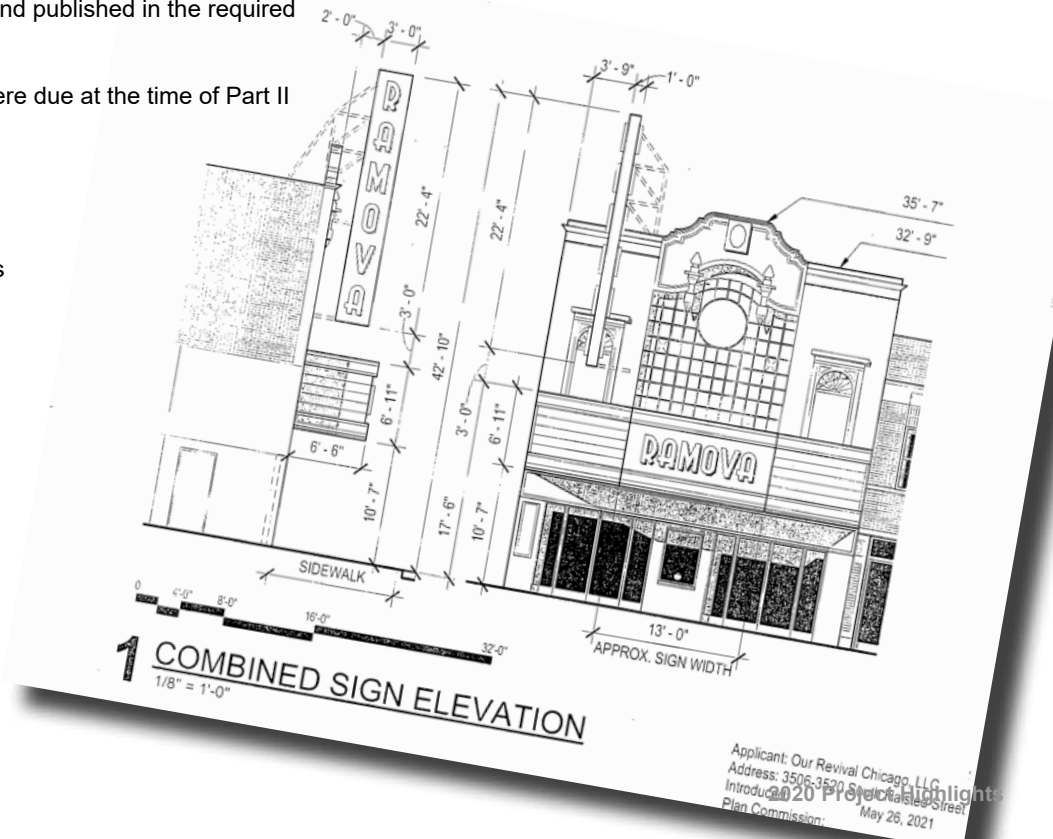 nd published in the required
ere due at the time of Part II
s
2' - 0"
3' - 0"
3' - 9"
1' - 0"
RAMOVA
22' - 4"
22' - 4"
35' - 7"
32' - 9"
3' - 0"
42' - 10"
3' - 0"
6' - 11"
6' - 11"
RAMOVA
6' - 6"
10' - 7"
17' - 6"
10' - 7"
SIDEWALK
13' - 0"
APPROX. SIGN WIDTH
0
4'-0"
8'-0"
16'-0"
32'-0"
1 COMBINED SIGN ELEVATION
1/8" = 1'-0"
Applicant: Our Revival Chicago, LLC
Address: 3506-3520 South Halsted Street
2020 Project Highlights
May 26, 2021
Plan Commission: